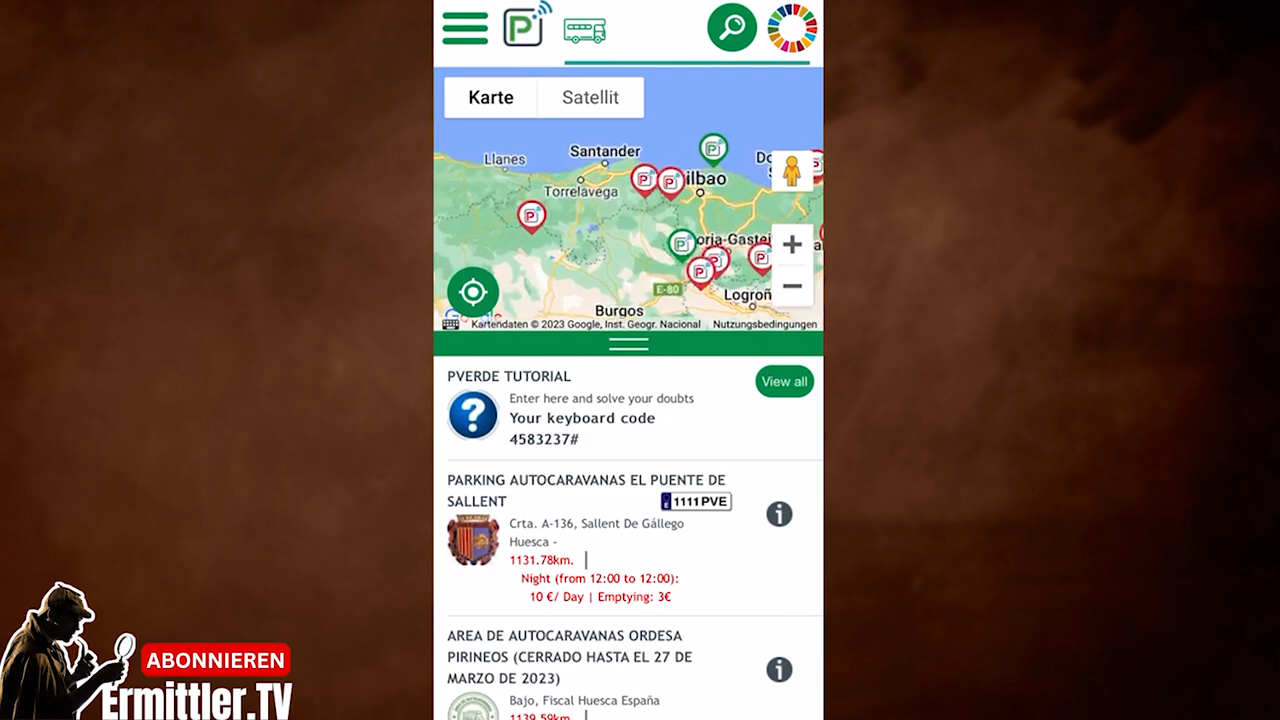 P
Karte
Satellit
Llanes
Santander
Torrelavega
ilbao
Do
oria-Gastei
E-80
Logroñ
Burgos
Kartendaten © 2023 Google, Inst. Geogr. Nacional
Nutzungsbedingungen
PVERDE TUTORIAL
View all
Enter here and solve your doubts
Your keyboard code
4583237#
PARKING AUTOCARAVANAS EL PUENTE DE
SALLENT
1111 PVE
Crta. A-136, Sallent De Gállego
Huesca -
1131.78km.
Night (from 12:00 to 12:00):
10 €/ Day | Emptying: 3€
AREA DE AUTOCARAVANAS ORDESA
PIRINEOS (CERRADO HASTA EL 27 DE
MARZO DE 2023)
Bajo, Fiscal Huesca España
1139.59km.
ABONNIEREN
Ermittler.TV